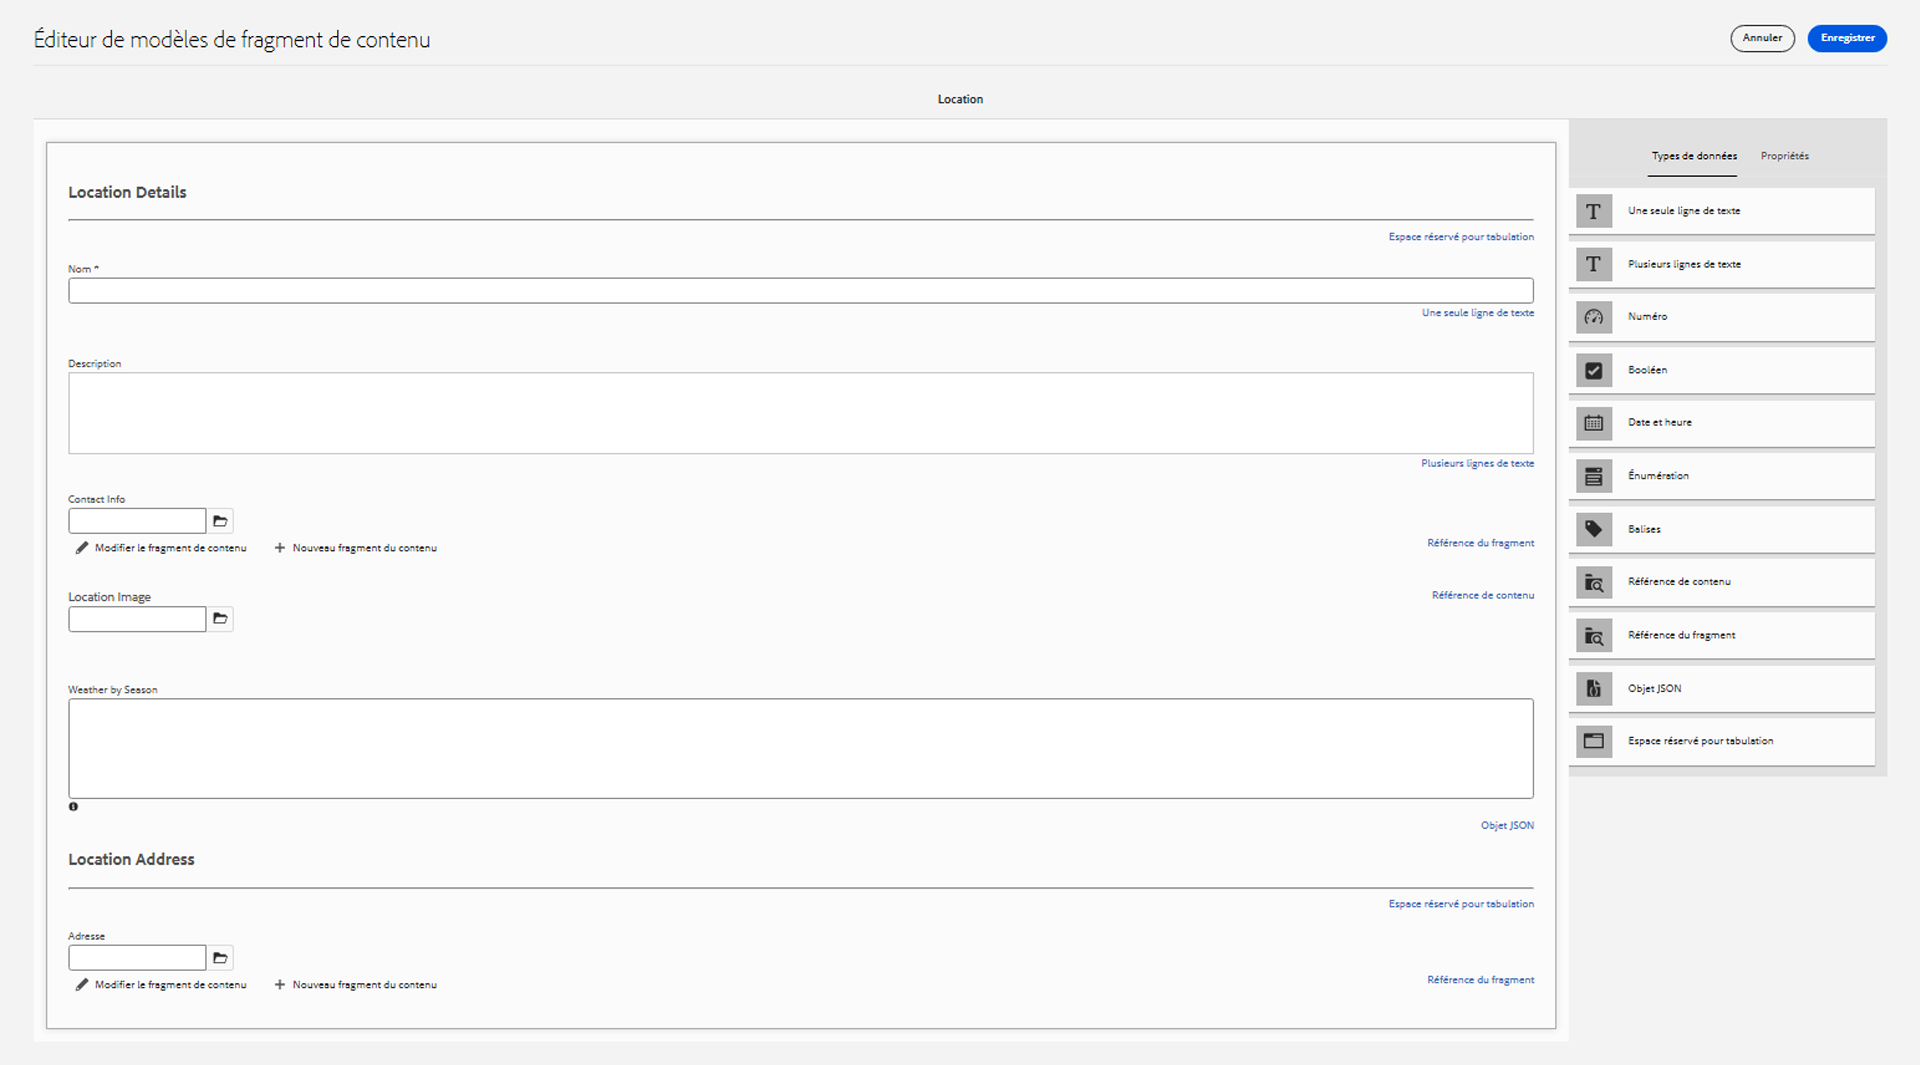 Éditeur de modèles de fragment de contenu
Annuler
Enregistrer
Location
Location Details
Espace réservé pour tabulation
Nom *
Une seule ligne de texte
Description
Plusieurs lignes de texte
Contact Info
Modifier le fragment de contenu
Nouveau fragment du contenu
Référence du fragment
Location Image
Référence de contenu
Weather by Season
Objet JSON
Location Address
Espace réservé pour tabulation
Adresse
Modifier le fragment de contenu
Nouveau fragment du contenu
Référence du fragment
Types de données
Propriétés
Une seule ligne de texte
Plusieurs lignes de texte
Numéro
Booléen
Date et heure
Énumération
Balises
Référence de contenu
Référence du fragment
Objet JSON
Espace réservé pour tabulation